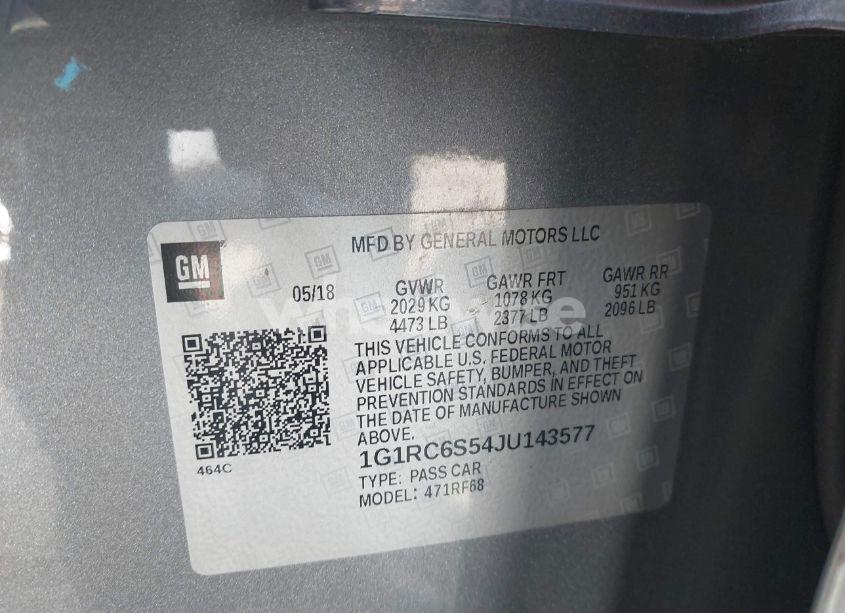 GM
MFD BY GENERAL MOTORS LLC
05/18
GVWR GAWR FRT GAWR RR
2029 KG 1078 KG 951 KG
4473 LB 2377 LB 2096 LB
THIS VEHICLE CONFORMS TO ALL
APPLICABLE U.S. FEDERAL MOTOR
VEHICLE SAFETY, BUMPER, AND THEFT
PREVENTION STANDARDS IN EFFECT ON
THE DATE OF MANUFACTURE SHOWN
ABOVE.
1G1RC6S54JU143577
TYPE: PASS CAR
MODEL: 471RF68
464C